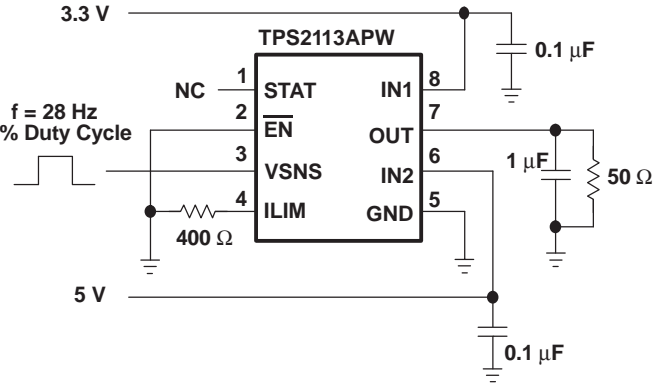 3.3 V
TPS2113APW
0.1 μF
NC
1
STAT
IN1
8
f = 28 Hz
% Duty Cycle
2
EN
OUT
7
3
VSNS
IN2
6
1 μF
50 Ω
4
ILIM
GND
5
400 Ω
5 V
0.1 μF